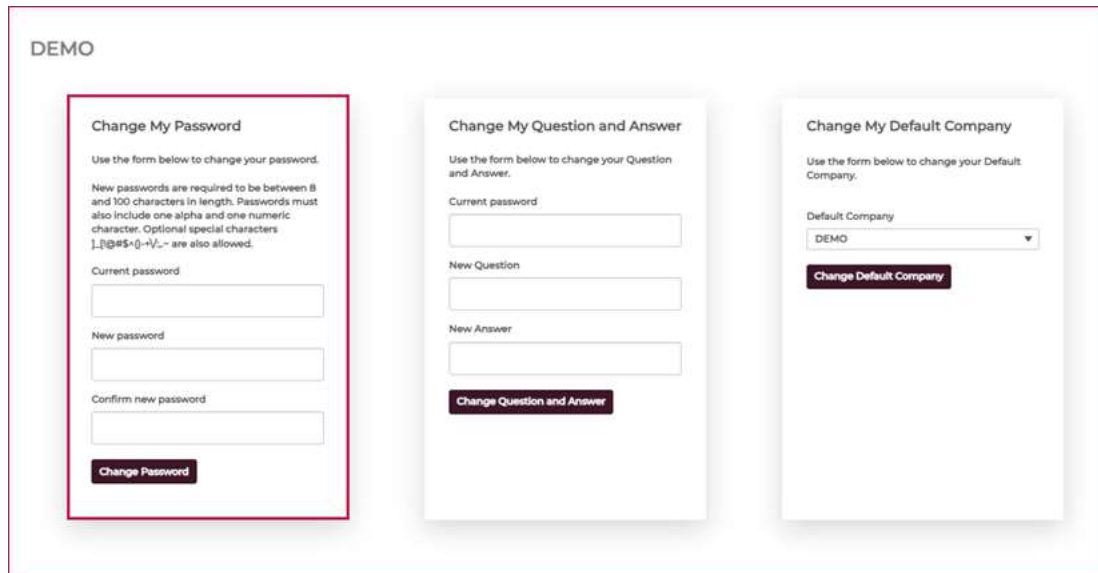 DEMO
Change My Password
Use the form below to change your password.
New passwords are required to be between 8
and 100 characters in length. Passwords must
also include one alpha and one numeric
character. Optional special characters
are also allowed.
Current password
New password
Confirm new password
Change Password
Change My Question and Answer
Use the form below to change your Question
and Answer.
Current password
New Question
New Answer
Change Question and Answer
Change My Default Company
Use the form below to change your Default
Company.
Default Company
DEMO
Change Default Company